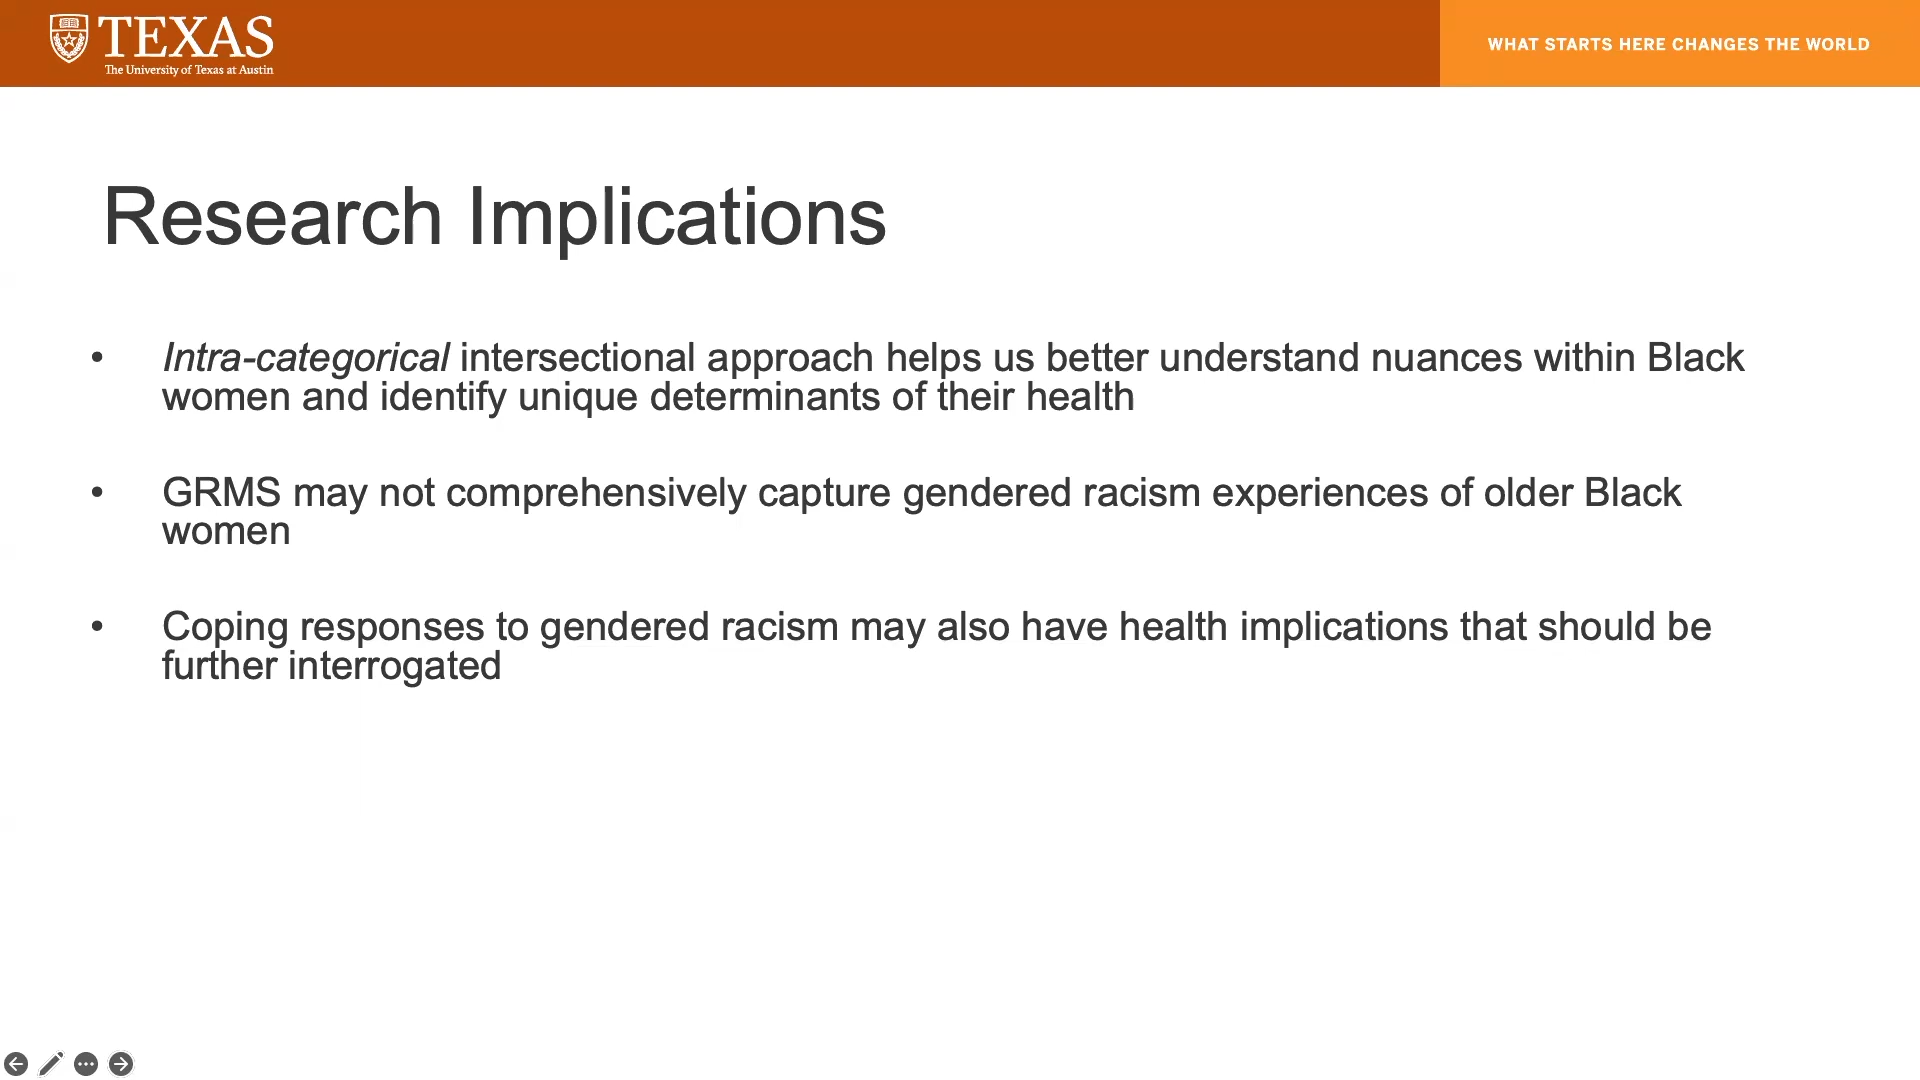 TEXAS
The University of Texas at Austin
WHAT STARTS HERE CHANGES THE WORLD
Research Implications
• Intra-categorical intersectional approach helps us better understand nuances within Black
women and identify unique determinants of their health
• GRMS may not comprehensively capture gendered racism experiences of older Black
women
• Coping responses to gendered racism may also have health implications that should be
further interrogated